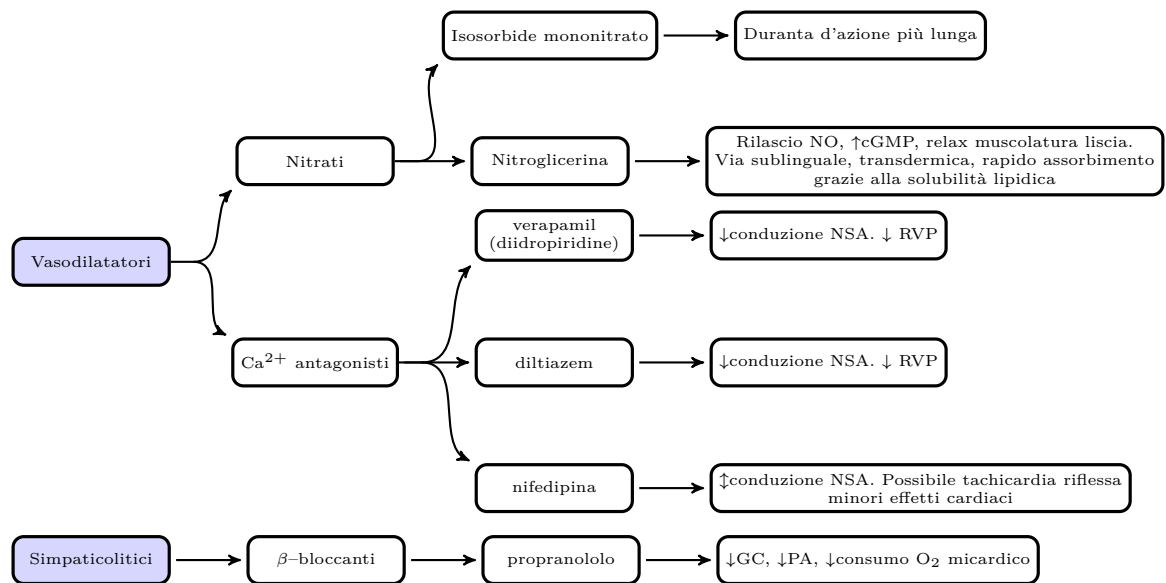 Isosorbide mononitrato
Duranta d'azione più lunga
Nitrati
Nitroglicerina
Rilascio NO, ↑cGMP, relax muscolatura liscia.
Via sublinguale, transdermica, rapido assorbimento
grazie alla solubilità lipidica
Vasodilatatori
verapamil
(diidropiridine)
↓conduzione NSA. ↓ RVP
Ca²⁺ antagonisti
diltiazem
↓conduzione NSA. ↓ RVP
nifedipina
↕conduzione NSA. Possibile tachicardia riflessa
minori effetti cardiaci
Simpaticolitici
β–bloccanti
propranololo
↓GC, ↓PA, ↓consumo O₂ micardico